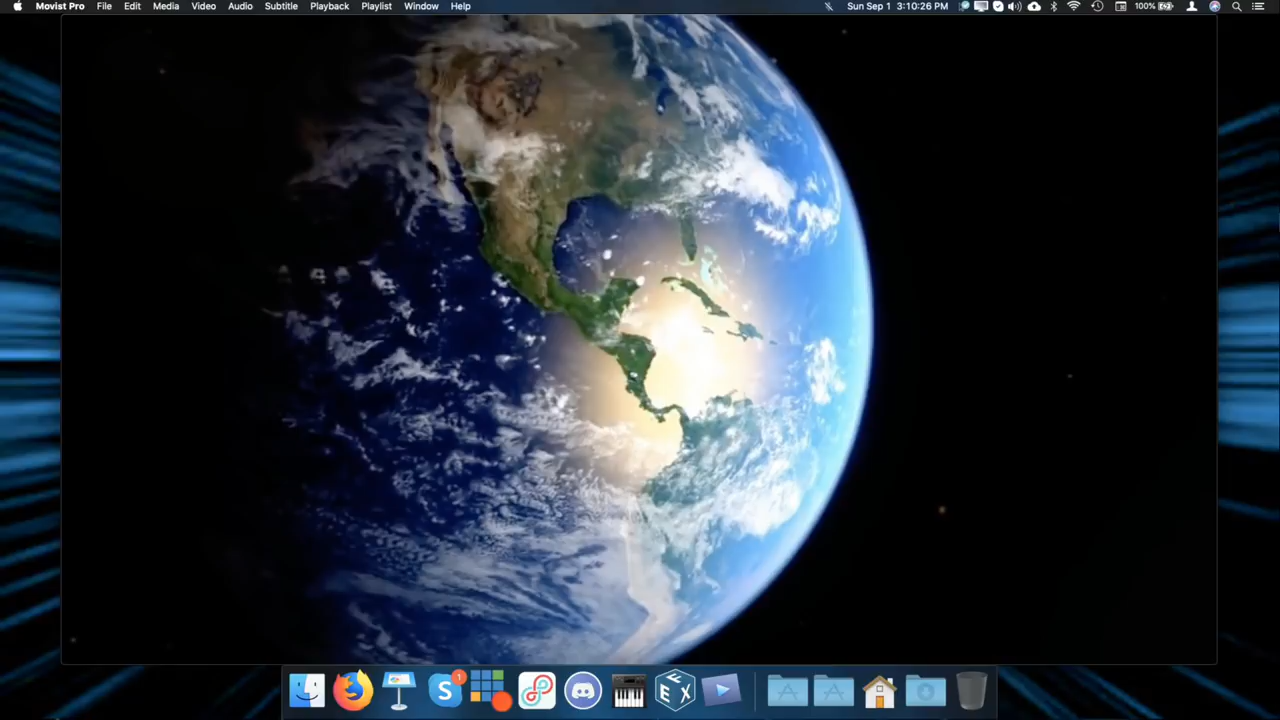 Movist Pro File Edit Media Video Audio Subtitle Playback Playlist Window Help Sun Sep 1 3:10:26 PM 100%
S 1
F
E X